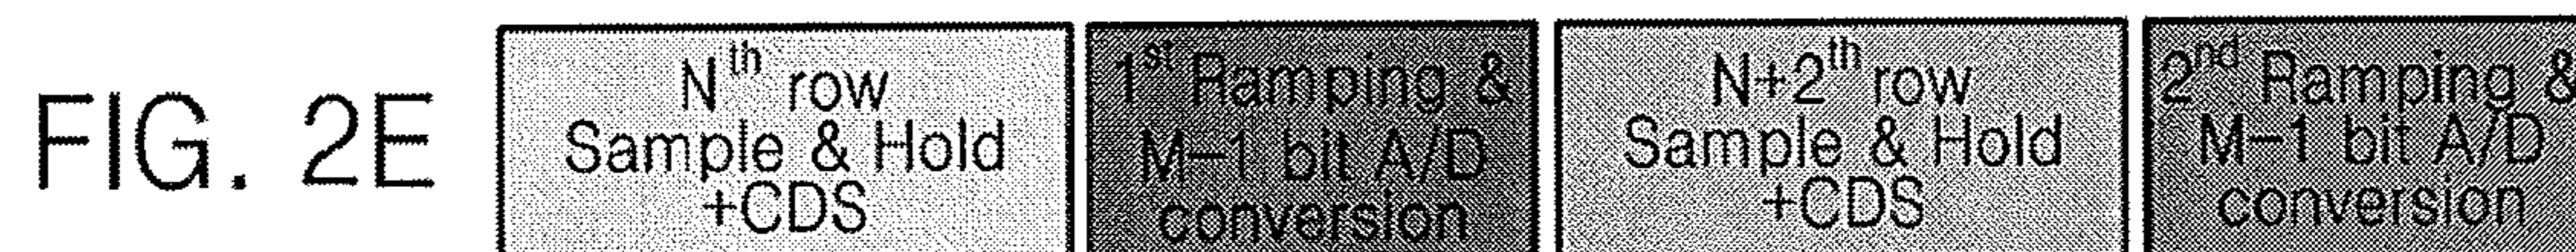 FIG. 2E
Nth row
Sample & Hold
+CDS
1st Ramping &
M-1 bit A/D
conversion
N+2th row
Sample & Hold
+CDS
2nd Ramping &
M-1 bit A/D
conversion